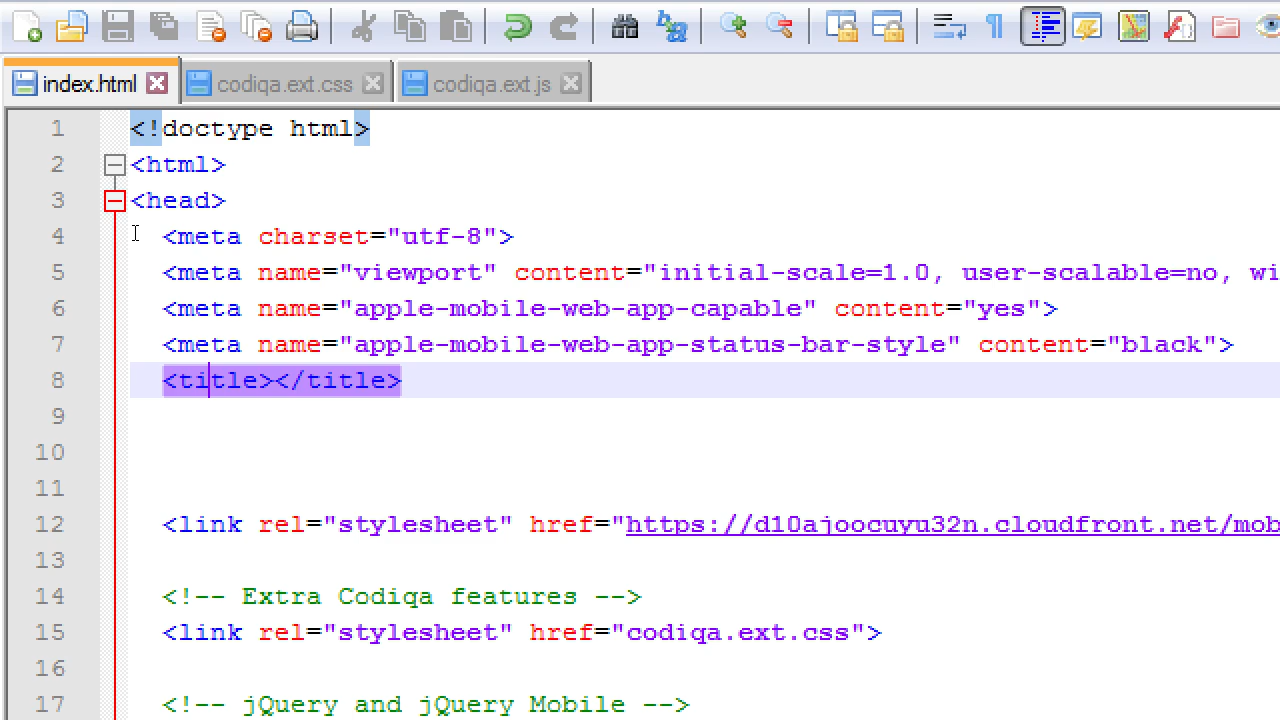 index.html codiqa.ext.css codiqa.ext.js
1 <!doctype html>
2 <html>
3 <head>
4 <meta charset="utf-8">
5 <meta name="viewport" content="initial-scale=1.0, user-scalable=no, wi
6 <meta name="apple-mobile-web-app-capable" content="yes">
7 <meta name="apple-mobile-web-app-status-bar-style" content="black">
8 <title></title>
9
10
11
12 <link rel="stylesheet" href="https://d10ajoocuyu32n.cloudfront.net/mob
13
14 <!-- Extra Codiqa features -->
15 <link rel="stylesheet" href="codiqa.ext.css">
16
17 <!-- jQuery and jQuery Mobile -->